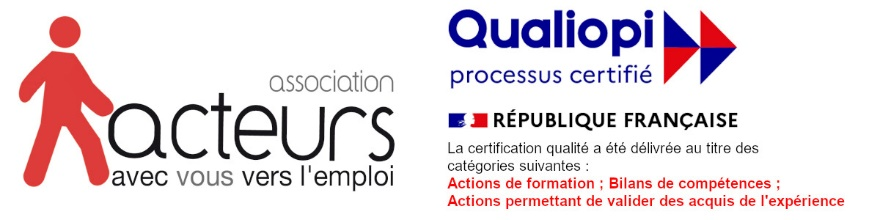 association
acteurs
avec vous vers l'emploi
Qualiopi
processus certifié
RÉPUBLIQUE FRANÇAISE
La certification qualité a été délivrée au titre des
catégories suivantes :
Actions de formation ; Bilans de compétences ;
Actions permettant de valider des acquis de l'expérience